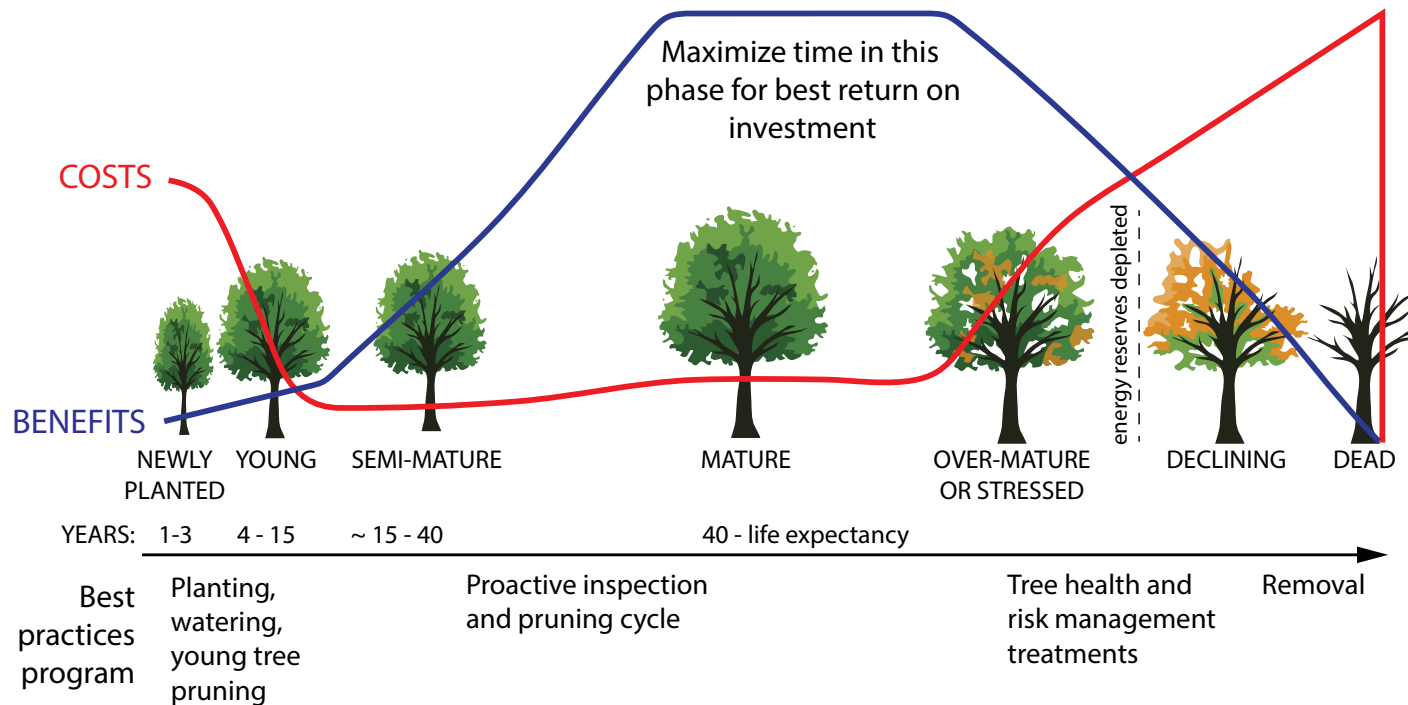 Maximize time in this
phase for best return on
investment
COSTS
energy reserves depleted
BENEFITS
NEWLY
PLANTED
YOUNG
SEMI-MATURE
MATURE
OVER-MATURE
OR STRESSED
DECLINING
DEAD
YEARS: 1-3 4 - 15 ~ 15 - 40 40 - life expectancy
Best
practices
program
Planting,
watering,
young tree
pruning
Proactive inspection
and pruning cycle
Tree health and
risk management
treatments
Removal